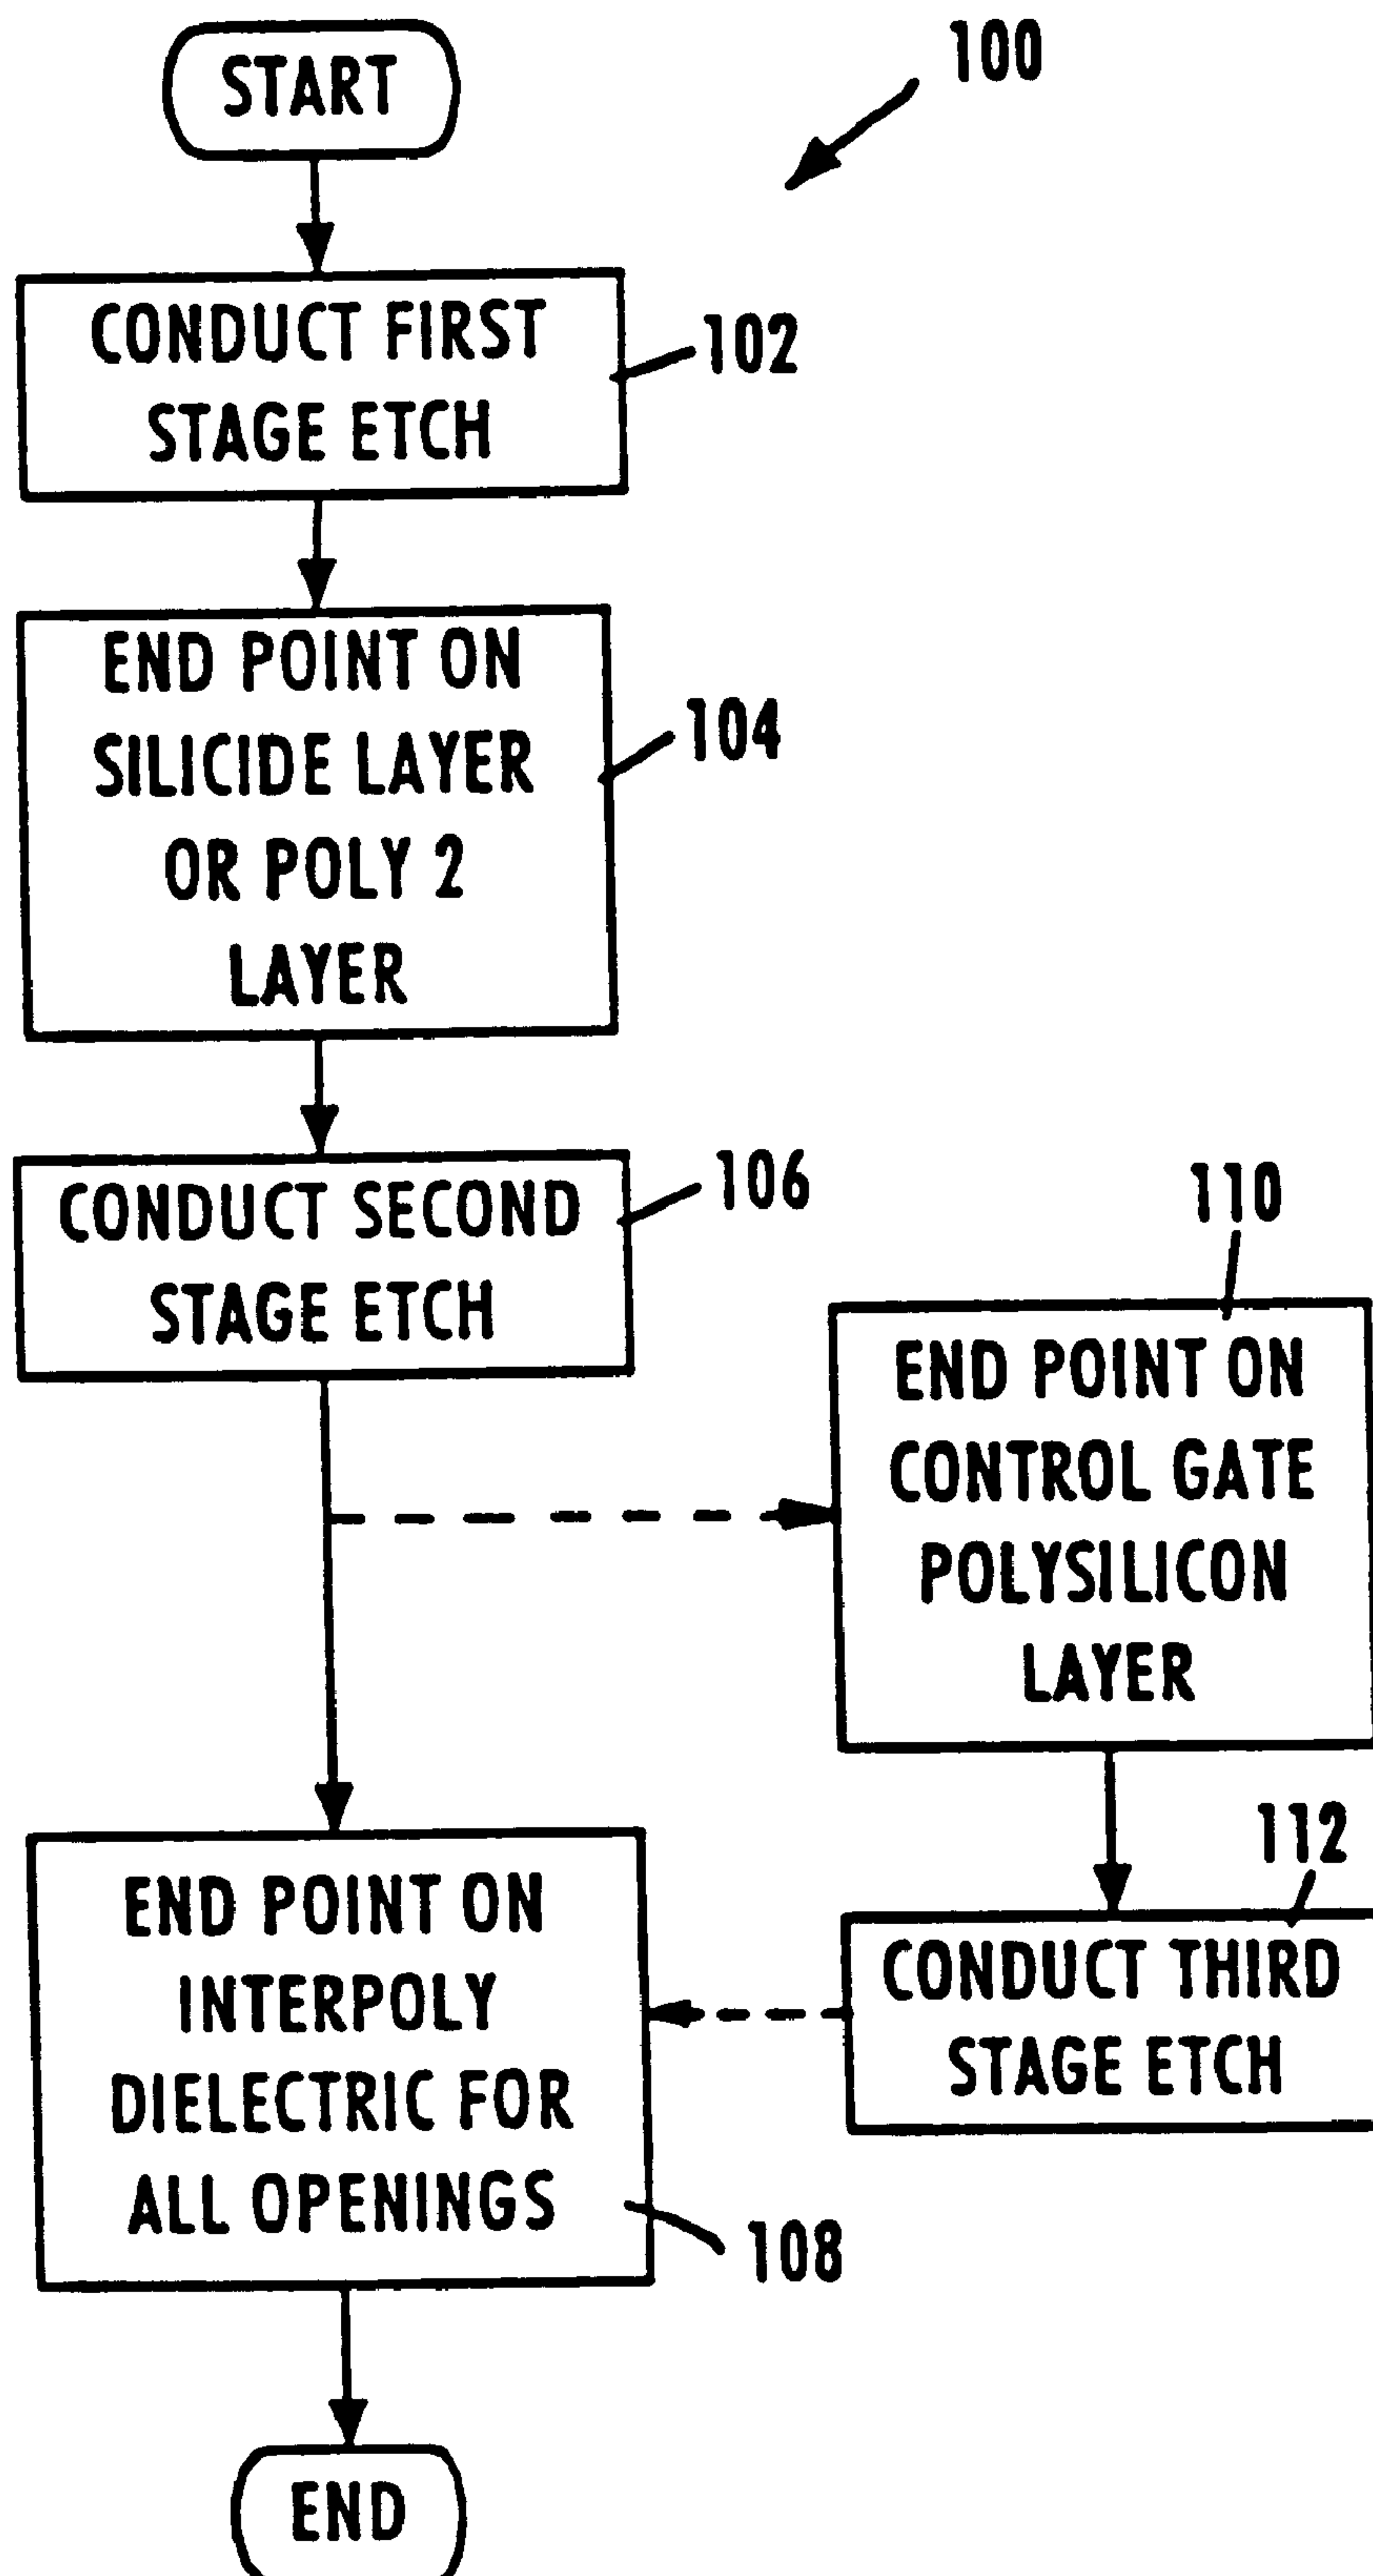 START
100
CONDUCT FIRST
STAGE ETCH
102
END POINT ON
SILICIDE LAYER
OR POLY 2
LAYER
104
CONDUCT SECOND
STAGE ETCH
106
110
END POINT ON
CONTROL GATE
POLYSILICON
LAYER
112
CONDUCT THIRD
STAGE ETCH
END POINT ON
INTERPOLY
DIELECTRIC FOR
ALL OPENINGS
108
END